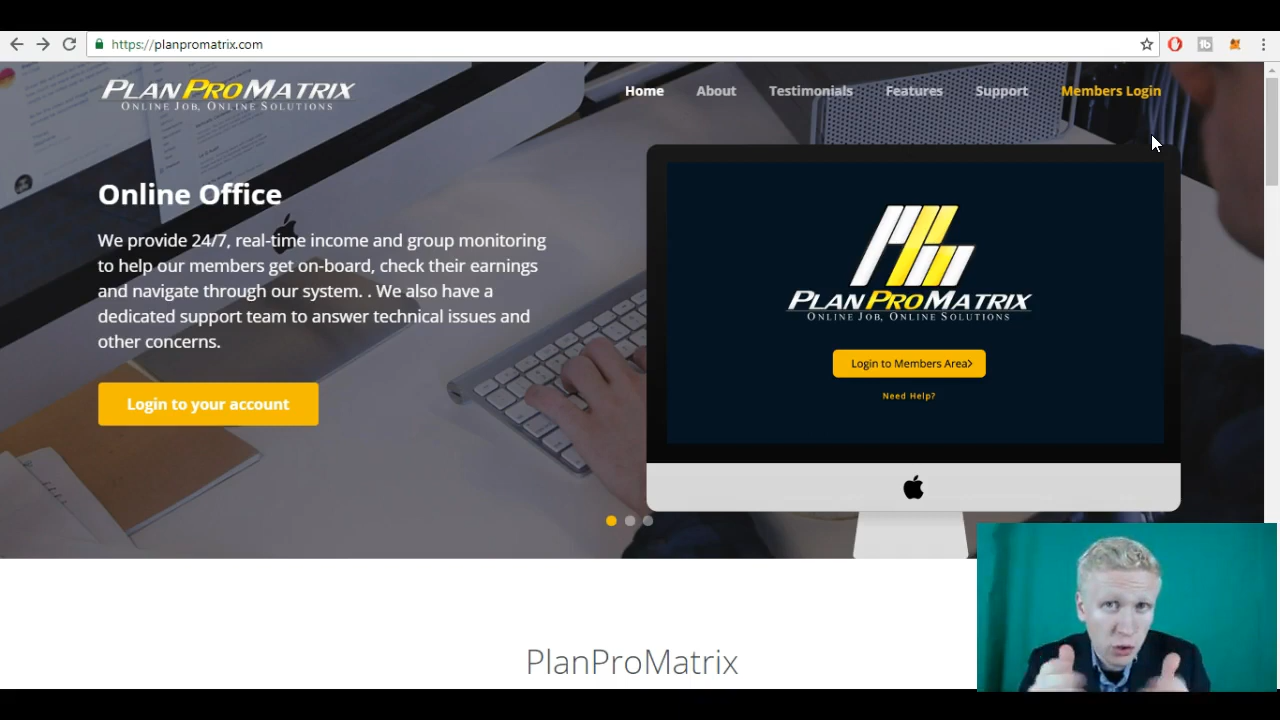 https://planpromatrix.com
PLANPROMATRIX
ONLINE JOB, ONLINE SOLUTIONS
Home About Testimonials Features Support Members Login
Online Office
We provide 24/7, real-time income and group monitoring
to help our members get on-board, check their earnings
and navigate through our system. . We also have a
dedicated support team to answer technical issues and
other concerns.
Login to your account
PLANPROMATRIX
ONLINE JOB, ONLINE SOLUTIONS
Login to Members Area>
Need Help?
PlanProMatrix